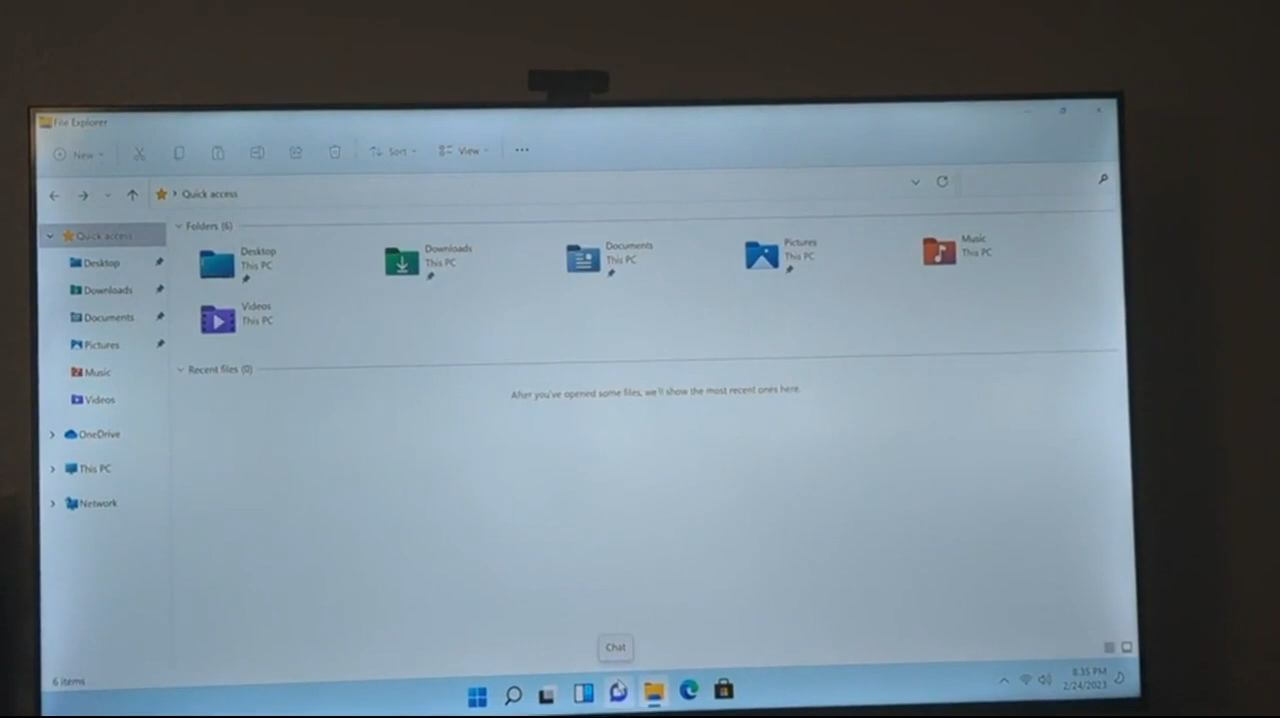 File Explorer
New
Sort
View
Quick access
Quick access
Desktop
Downloads
Documents
Pictures
Music
Videos
OneDrive
This PC
Network
Folders (6)
Desktop
This PC
Downloads
This PC
Documents
This PC
Pictures
This PC
Music
This PC
Videos
This PC
Recent files (0)
After you've opened some files, we'll show the most recent ones here.
Chat
6 items
8:35 PM
2/24/2023